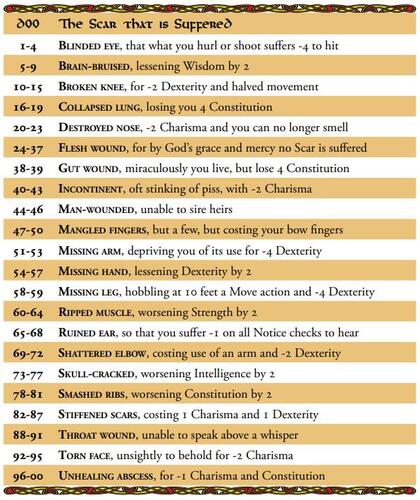 d00 The Scar that is Suffered
1-4 Blinded eye, that what you hurl or shoot suffers -4 to hit
5-9 Brain-bruised, lessening Wisdom by 2
10-15 Broken knee, for -2 Dexterity and halved movement
16-19 Collapsed lung, losing you 4 Constitution
20-23 Destroyed nose, -2 Charisma and you can no longer smell
24-37 Flesh wound, for by God's grace and mercy no Scar is suffered
38-39 Gut wound, miraculously you live, but lose 4 Constitution
40-43 Incontinent, oft stinking of piss, with -2 Charisma
44-46 Man-wounded, unable to sire heirs
47-50 Mangled fingers, but a few, but costing your bow fingers
51-53 Missing arm, depriving you of its use for -4 Dexterity
54-57 Missing hand, lessening Dexterity by 2
58-59 Missing leg, hobbling at 10 feet a Move action and -4 Dexterity
60-64 Ripped muscle, worsening Strength by 2
65-68 Ruined ear, so that you suffer -1 on all Notice checks to hear
69-72 Shattered elbow, costing use of an arm and -2 Dexterity
73-77 Skull-cracked, worsening Intelligence by 2
78-81 Smashed ribs, worsening Constitution by 2
82-87 Stiffened scars, costing 1 Charisma and 1 Dexterity
88-91 Throat wound, unable to speak above a whisper
92-95 Torn face, unsightly to behold for -2 Charisma
96-00 Unhealing abscess, for -1 Charisma and Constitution